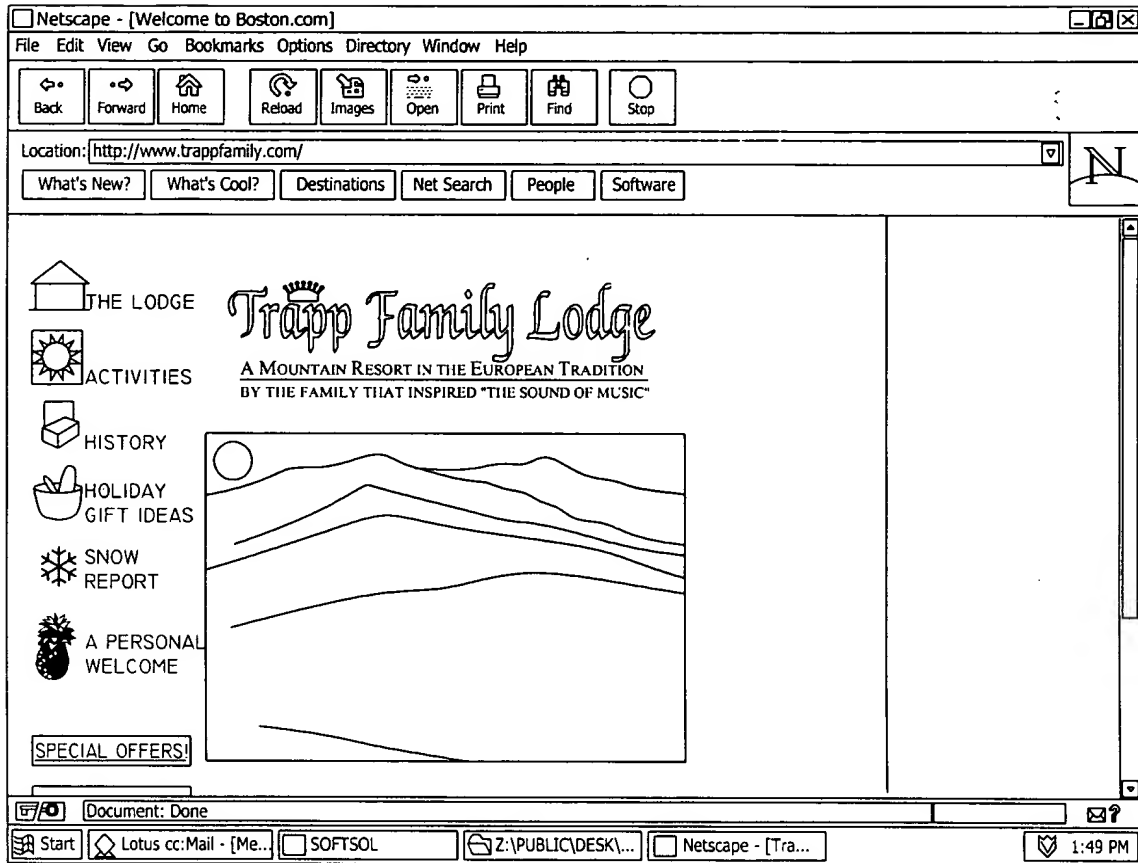 Netscape - [Welcome to Boston.com]
File Edit View Go Bookmarks Options Directory Window Help
Back Forward Home Reload Images Open Print Find Stop
Location: http://www.trappfamily.com/
N
What's New? What's Cool? Destinations Net Search People Software
THE LODGE
Trapp Family Lodge
A MOUNTAIN RESORT IN THE EUROPEAN TRADITION
BY THE FAMILY THAT INSPIRED "THE SOUND OF MUSIC"
ACTIVITIES
HISTORY
HOLIDAY
GIFT IDEAS
SNOW
REPORT
A PERSONAL
WELCOME
SPECIAL OFFERS!
Document: Done
?
Start Lotus cc:Mail - [Me... SOFTSOL Z:\PUBLIC\DESK\... Netscape - [Tra... 1:49 PM